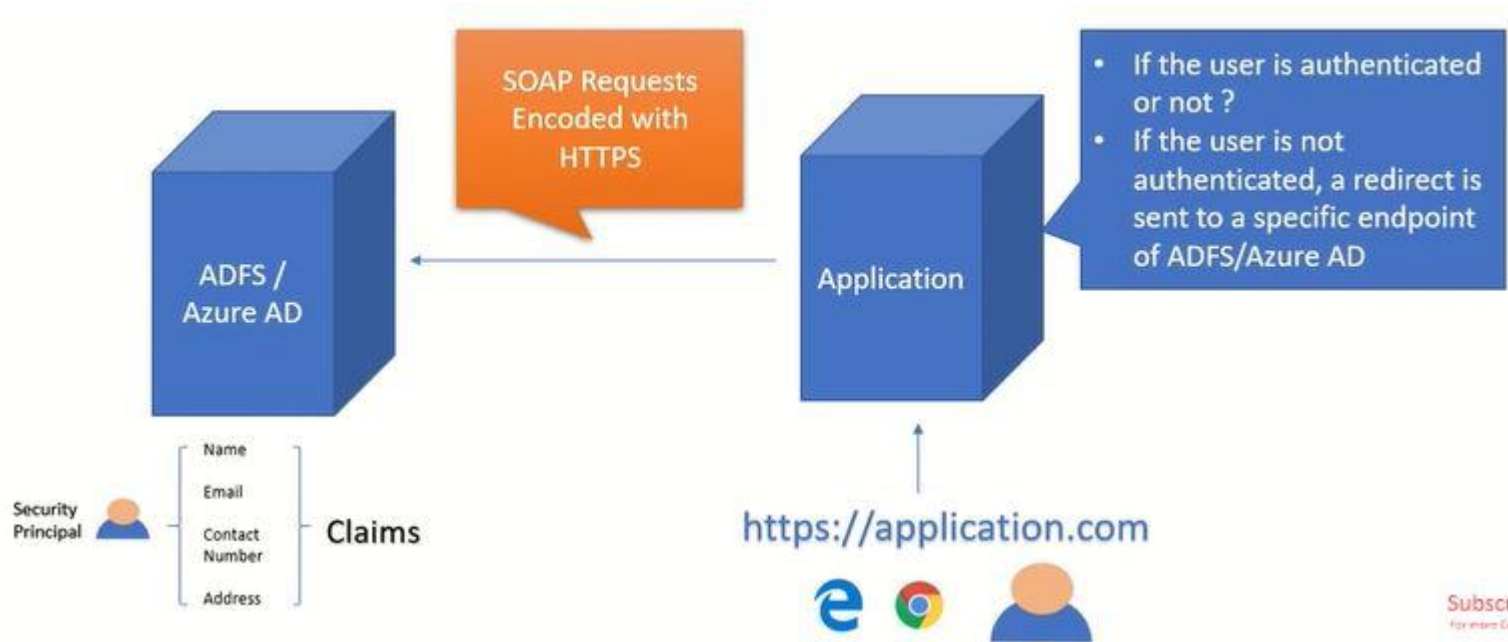 SOAP Requests
Encoded with
HTTPS
• If the user is authenticated
or not ?
• If the user is not
authenticated, a redirect is
sent to a specific endpoint
of ADFS/Azure AD
ADFS /
Azure AD
Application
Security
Principal
Name
Email
Contact
Number
Address
Claims
https://application.com
For more